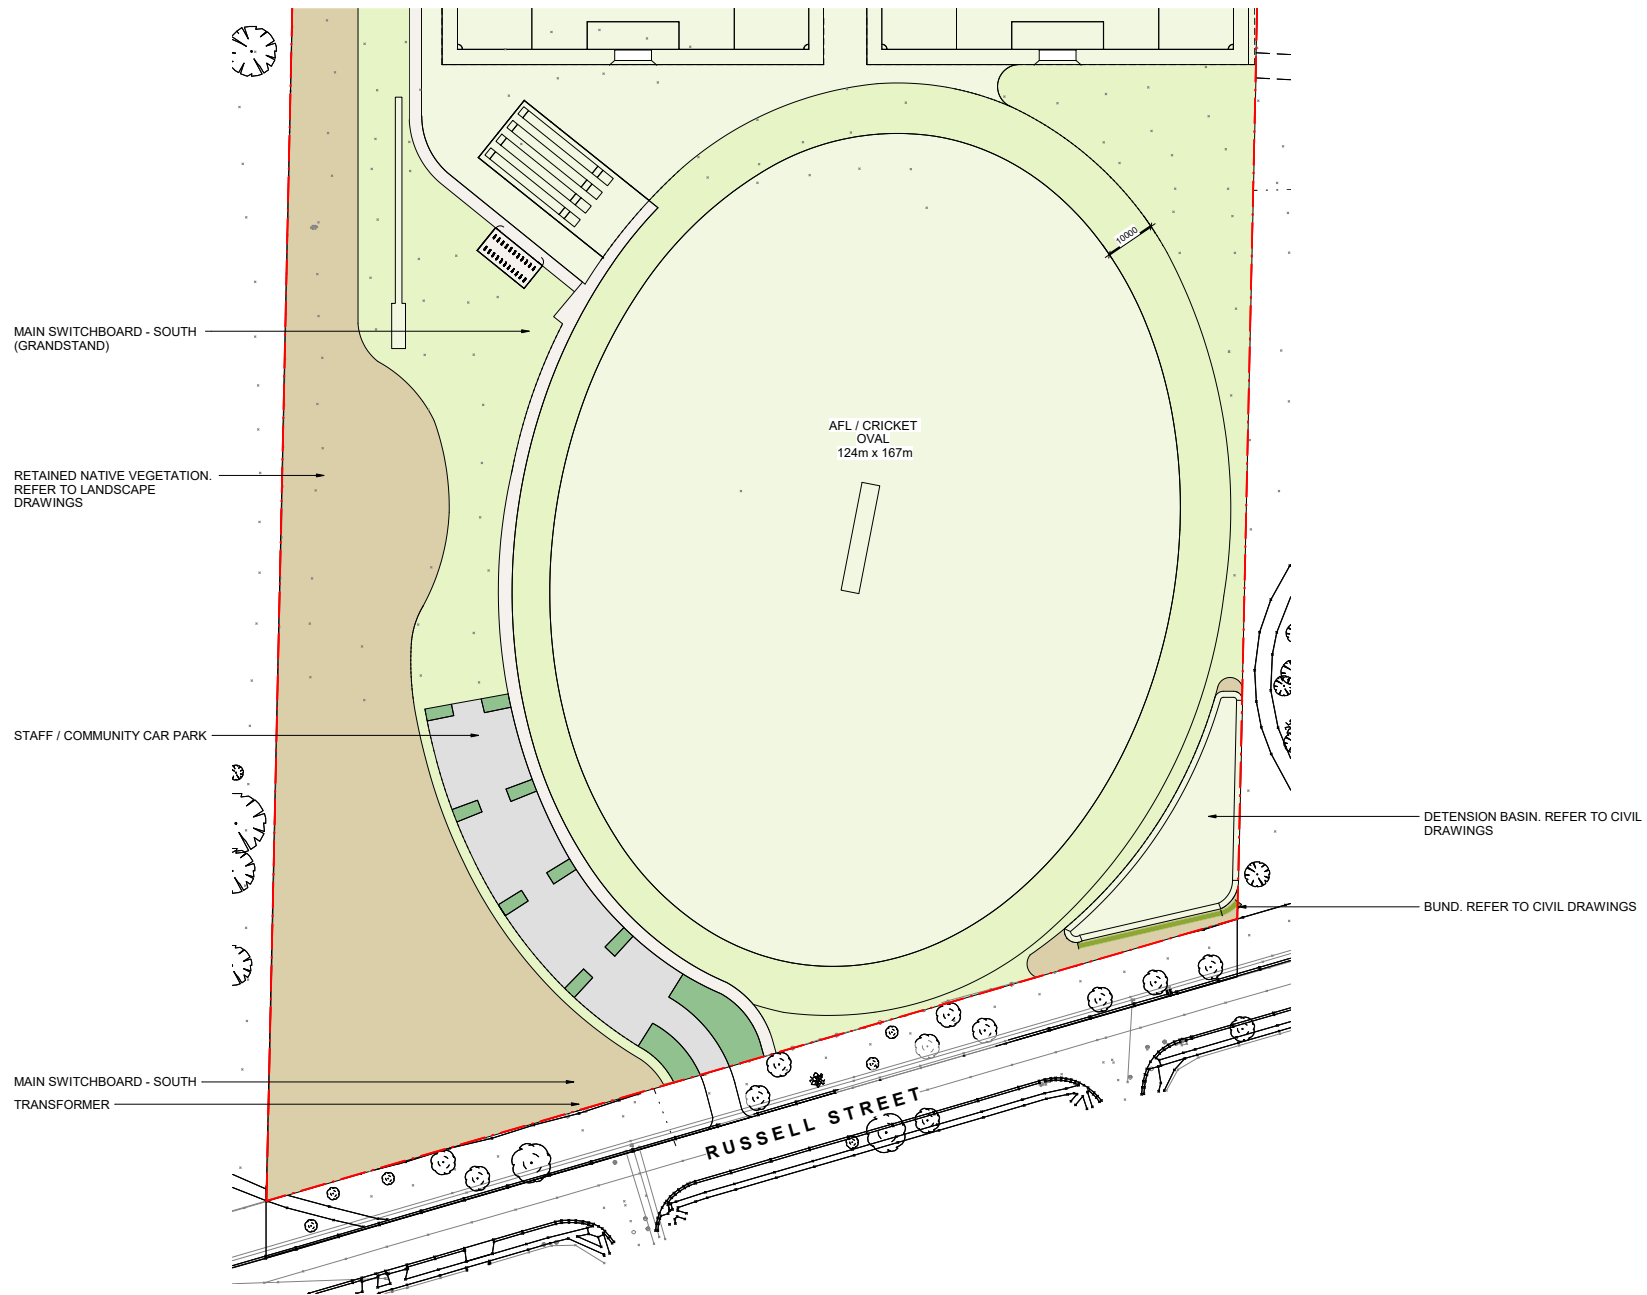 10000
MAIN SWITCHBOARD - SOUTH
(GRANDSTAND)
AFL / CRICKET
OVAL
124m x 167m
RETAINED NATIVE VEGETATION.
REFER TO LANDSCAPE
DRAWINGS
STAFF / COMMUNITY CAR PARK
DETENSION BASIN. REFER TO CIVIL
DRAWINGS
BUND. REFER TO CIVIL DRAWINGS
MAIN SWITCHBOARD - SOUTH
TRANSFORMER
RUSSELL STREET